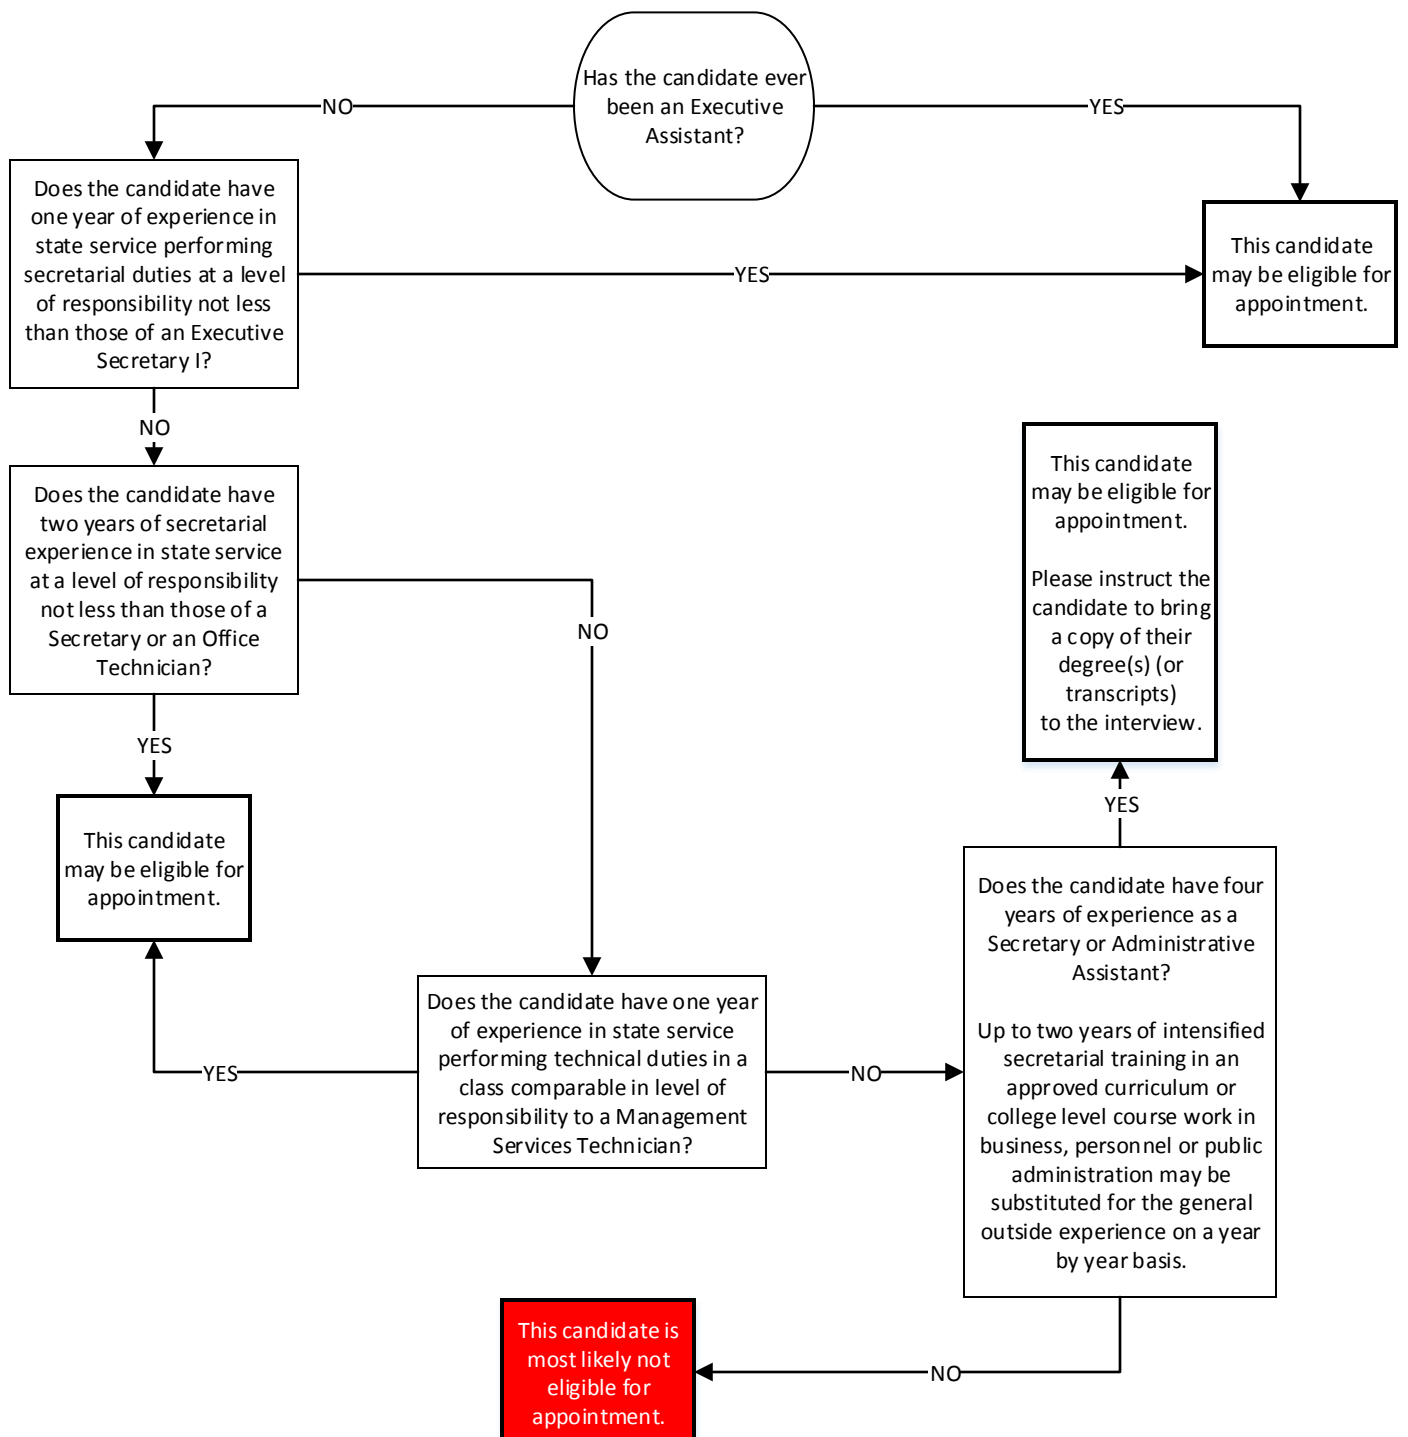 Has the candidate ever
been an Executive
Assistant?
NO
YES
Does the candidate have
one year of experience in
state service performing
secretarial duties at a level
of responsibility not less
than those of an Executive
Secretary I?
YES
This candidate
may be eligible for
appointment.
NO
Does the candidate have
two years of secretarial
experience in state service
at a level of responsibility
not less than those of a
Secretary or an Office
Technician?
NO
YES
This candidate
may be eligible for
appointment.
This candidate
may be eligible for
appointment.
Please instruct the
candidate to bring
a copy of their
degree(s) (or
transcripts)
to the interview.
YES
Does the candidate have one year
of experience in state service
performing technical duties in a
class comparable in level of
responsibility to a Management
Services Technician?
YES
NO
Does the candidate have four
years of experience as a
Secretary or Administrative
Assistant?
Up to two years of intensified
secretarial training in an
approved curriculum or
college level course work in
business, personnel or public
administration may be
substituted for the general
outside experience on a year
by year basis.
NO
This candidate is
most likely not
eligible for
appointment.